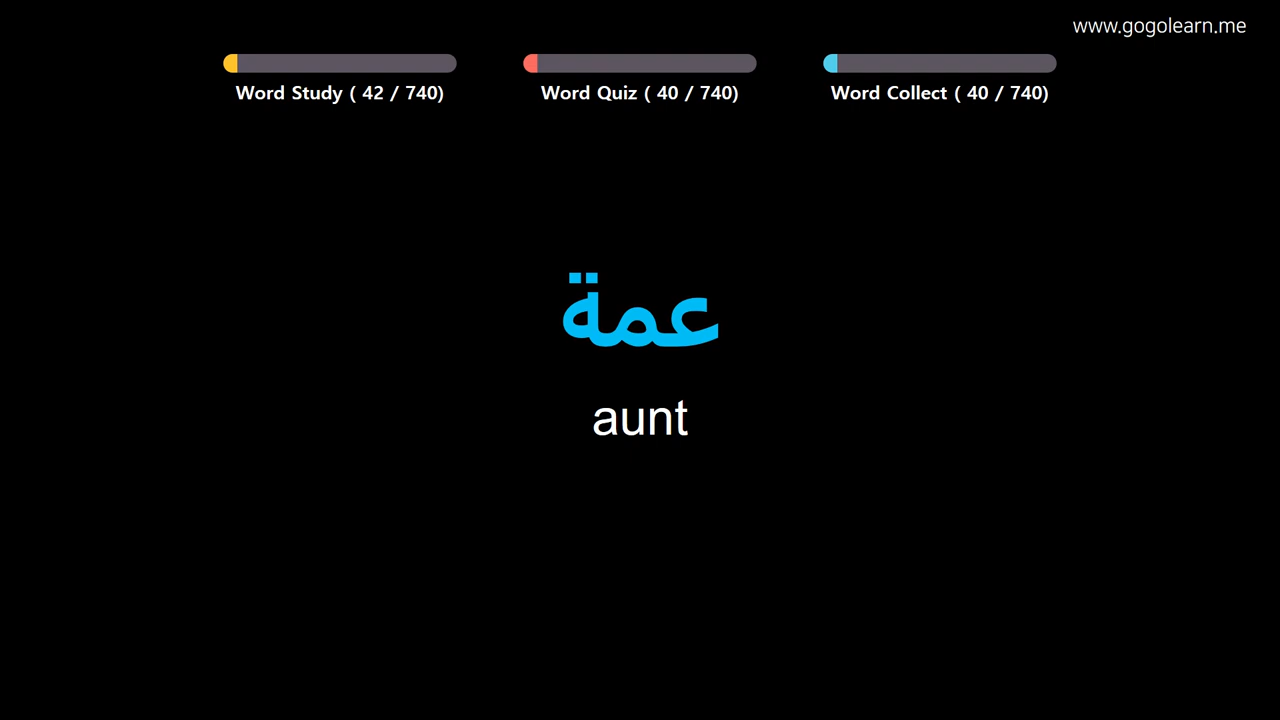 www.gogolearn.me
Word Study ( 42 / 740)
Word Quiz ( 40 / 740)
Word Collect ( 40 / 740)
عمة
aunt